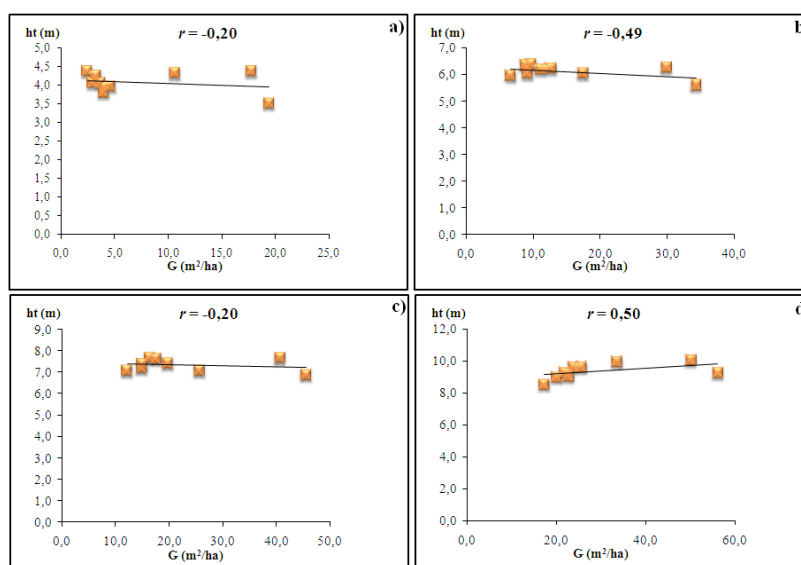 a)
ht (m)
r = -0,20
5,0
4,5
4,0
3,5
3,0
2,5
2,0
1,5
1,0
0,5
0,0
0,0 5,0 10,0 15,0 20,0 25,0
G (m²/ha)
b
ht (m)
r = -0,49
7,0
6,0
5,0
4,0
3,0
2,0
1,0
0,0
0,0 10,0 20,0 30,0 40,0
G (m²/ha)
c)
ht (m)
r = -0,20
9,0
8,0
7,0
6,0
5,0
4,0
3,0
2,0
1,0
0,0
0,0 10,0 20,0 30,0 40,0 50,0
G (m²/ha)
d
ht (m)
r = 0,50
12,0
10,0
8,0
6,0
4,0
2,0
0,0
0,0 20,0 40,0 60,0
G (m²/ha)